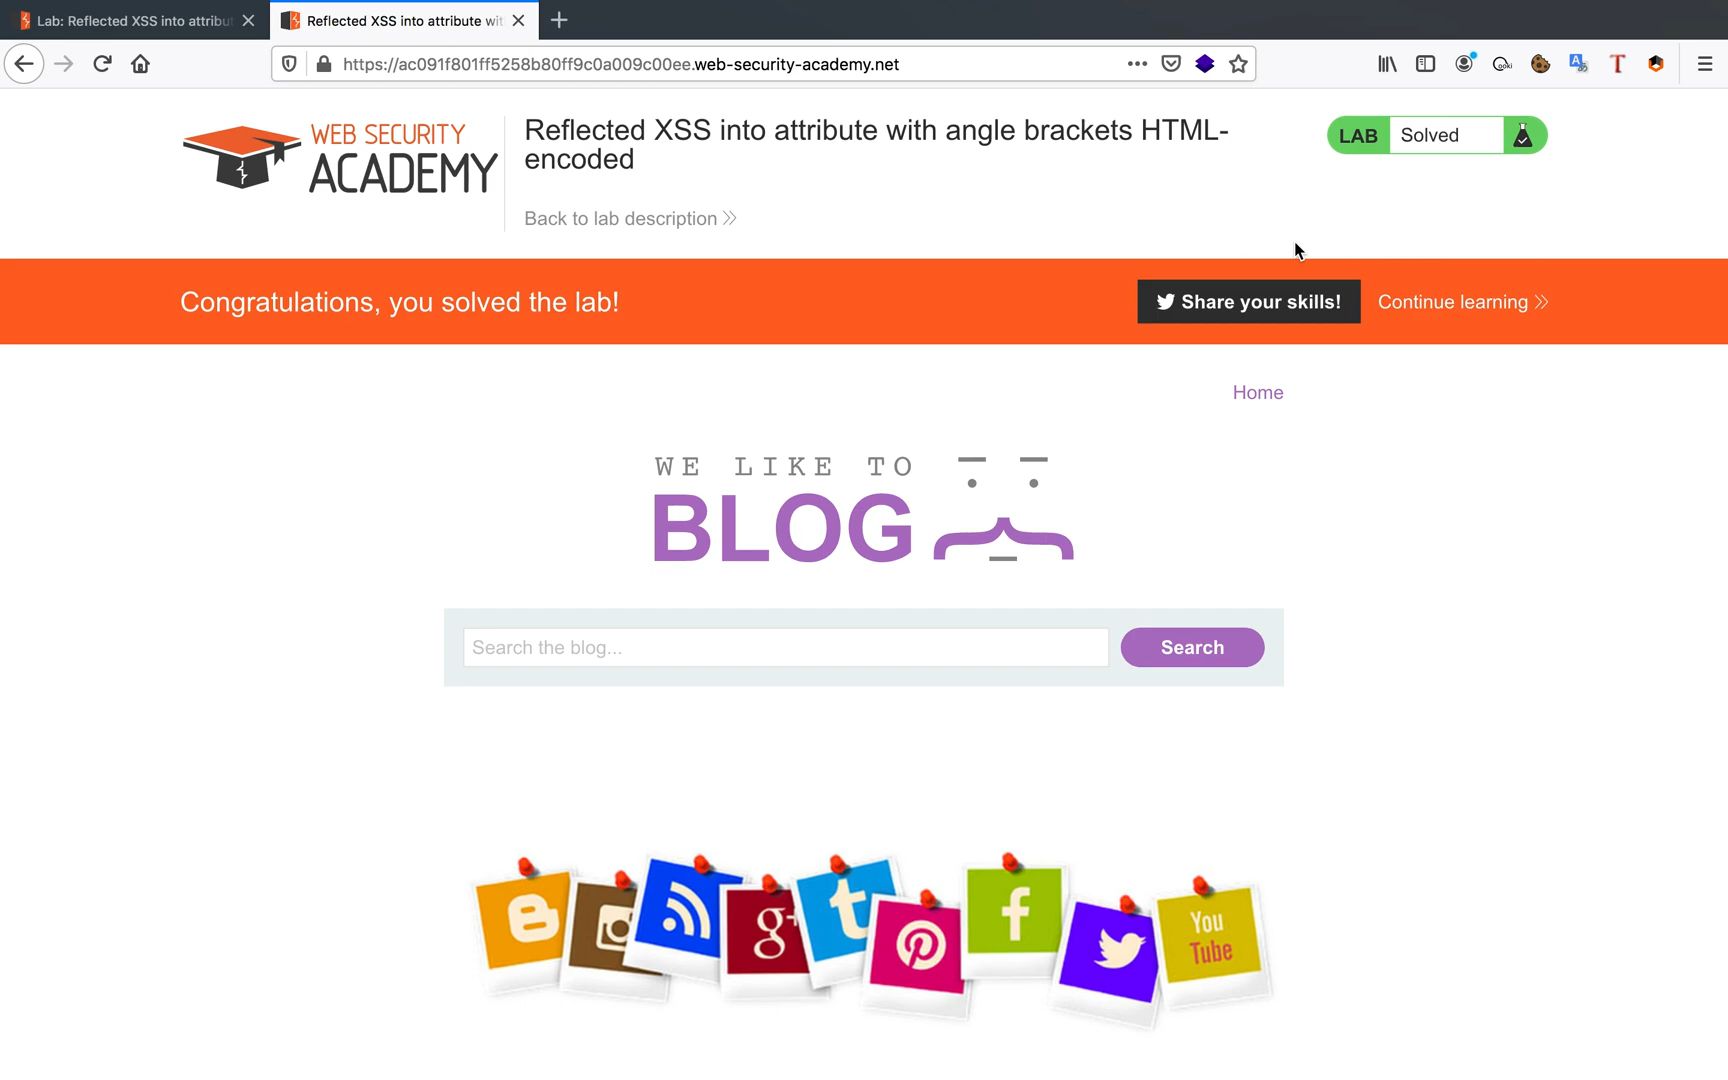 Lab: Reflected XSS into attribut
Reflected XSS into attribute wit
https://ac091f801ff5258b80ff9c0a009c00ee.web-security-academy.net
WEB SECURITY
ACADEMY
Reflected XSS into attribute with angle brackets HTML-
encoded
LAB Solved
Back to lab description
Congratulations, you solved the lab!
Share your skills!
Continue learning
Home
WE LIKE TO
BLOG
Search the blog...
Search
g+
t
f
You
Tube